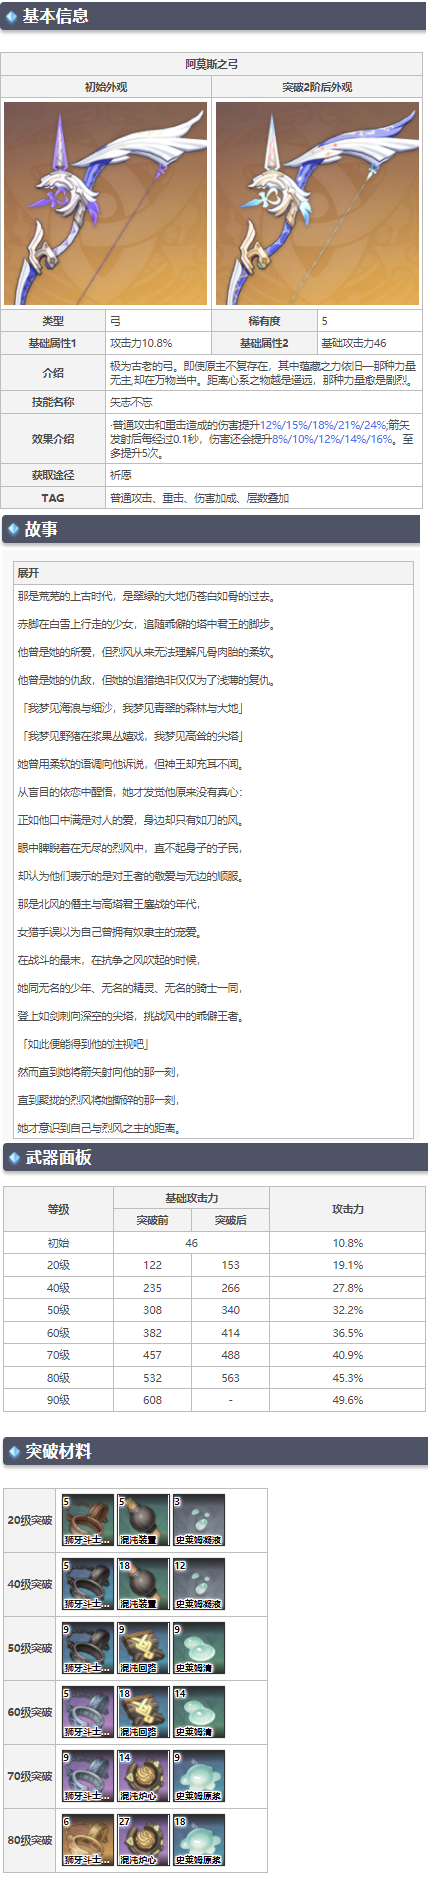 基本信息
阿莫斯之弓
初始外观 突破2阶后外观
类型 弓 稀有度 5
基础属性1 攻击力10.8% 基础属性2 基础攻击力46
介绍 极为古老的弓。即使原主不复存在，其中蕴藏之力依旧—那种力量
无主,却在万物当中。距离心系之物越是遥远，那种力量愈是剧烈。
技能名称 矢志不忘
效果介绍 ·普通攻击和重击造成的伤害提升12%/15%/18%/21%/24%;箭矢
发射后每经过0.1秒，伤害还会提升8%/10%/12%/14%/16%。至
多提升5次。
获取途径 祈愿
TAG 普通攻击、重击、伤害加成、层数叠加
故事
展开
那是荒芜的上古时代，是翠绿的大地仍苍白如骨的过去。
赤脚在白雪上行走的少女，追随乖僻的塔中君王的脚步。
他曾是她的所爱，但烈风从来无法理解凡骨肉胎的柔软。
他曾是她的仇敌，但她的追猎绝非仅仅为了浅薄的复仇。
「我梦见海浪与细沙，我梦见青翠的森林与大地」
「我梦见野猪在浆果丛嬉戏，我梦见高耸的尖塔」
她曾用柔软的语调向他诉说，但神王却充耳不闻。
从盲目的依恋中醒悟，她才发觉他原来没有真心：
正如他口中满是对人的爱，身边却只有如刀的风。
眼中睥睨着在无尽的烈风中，直不起身子的子民，
却认为他们表示的是对王者的敬爱与无边的顺服。
那是北风的僭主与高塔君王鏖战的年代，
女猎手误以为自己曾拥有奴隶主的宠爱。
在战斗的最末，在抗争之风吹起的时候，
她同无名的少年、无名的精灵、无名的骑士一同，
登上如剑刺向深空的尖塔，挑战风中的乖僻王者。
「如此便能得到他的注视吧」
然而直到她将箭矢射向他的那一刻，
直到聚拢的烈风将她撕碎的那一刻，
她才意识到自己与烈风之主的距离。
武器面板
等级 基础攻击力 攻击力
突破前 突破后
初始 46 10.8%
20级 122 153 19.1%
40级 235 266 27.8%
50级 308 340 32.2%
60级 382 414 36.5%
70级 457 488 40.9%
80级 532 563 45.3%
90级 608 - 49.6%
突破材料
20级突破 5 狮牙斗士... 5 混沌装置 3 史莱姆凝液
40级突破 5 狮牙斗士... 18 混沌装置 12 史莱姆凝液
50级突破 9 狮牙斗士... 9 混沌回路 9 史莱姆清
60级突破 5 狮牙斗士... 18 混沌回路 14 史莱姆清
70级突破 9 狮牙斗士... 14 混沌炉心 9 史莱姆原浆
80级突破 6 狮牙斗士... 27 混沌炉心 18 史莱姆原浆